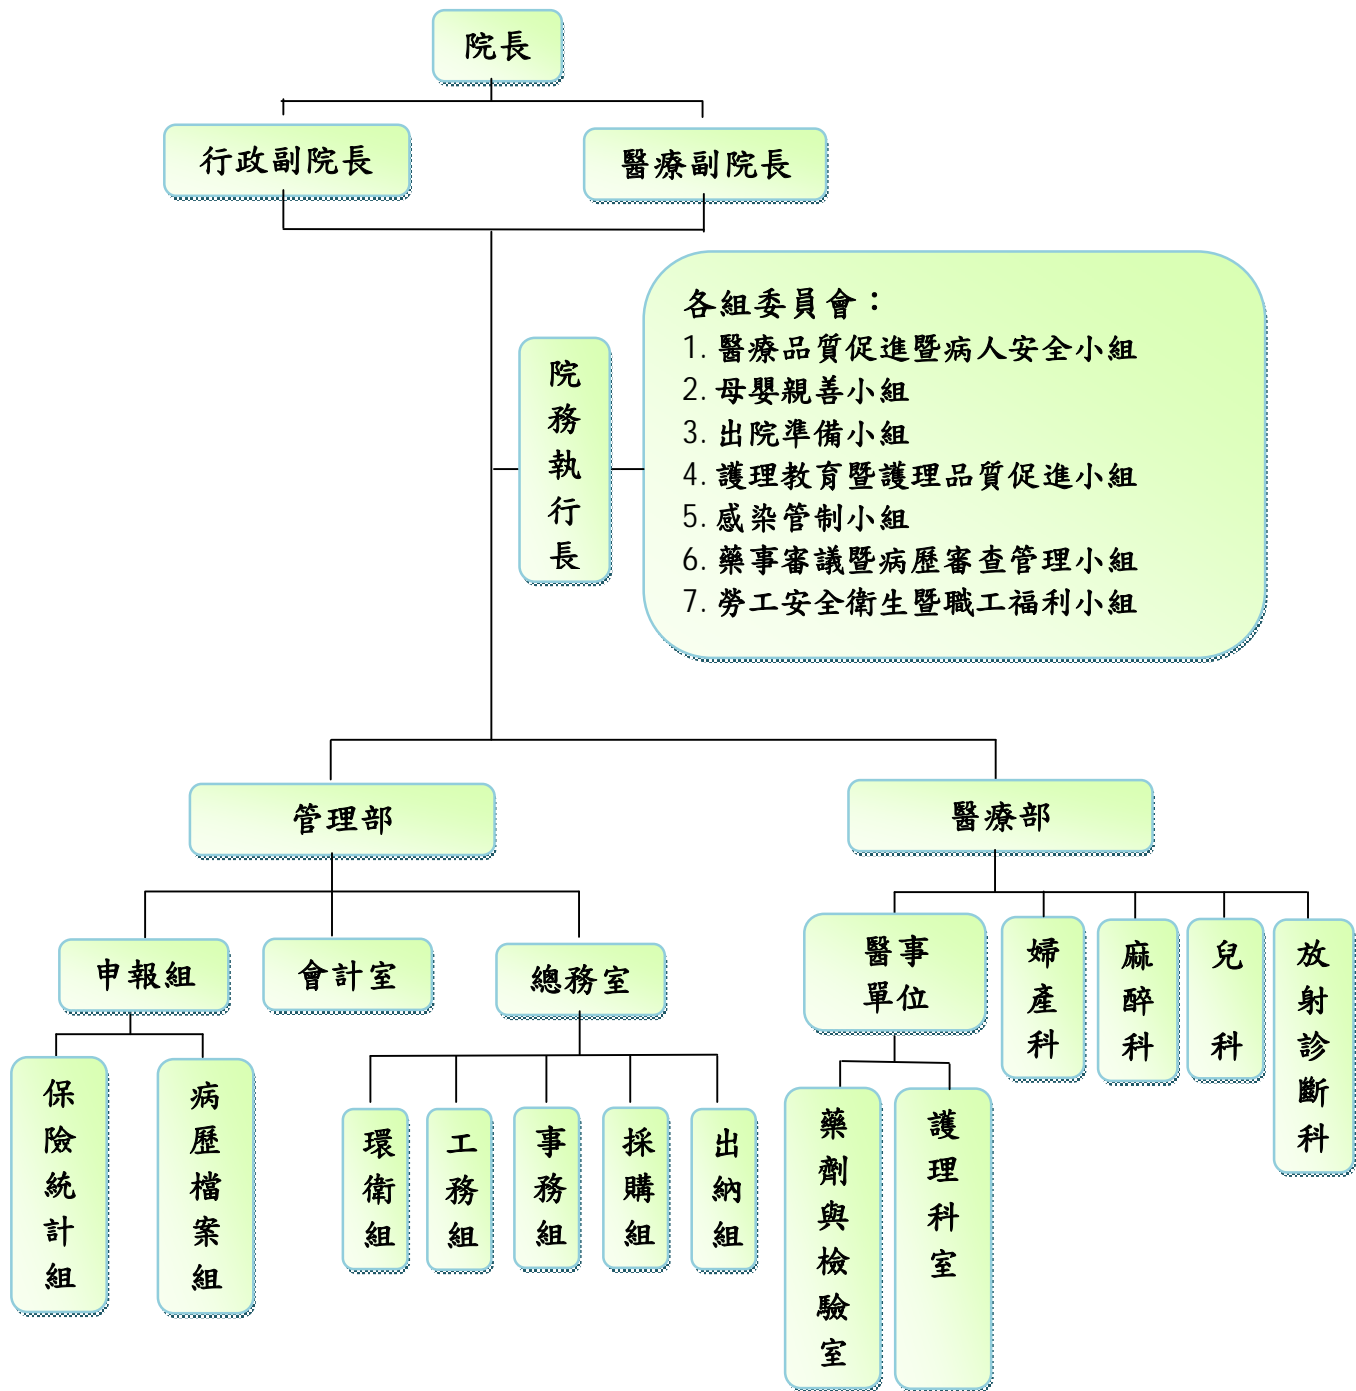 院長
行政副院長
醫療副院長
各組委員會：
1. 醫療品質促進暨病人安全小組
2. 母嬰親善小組
3. 出院準備小組
4. 護理教育暨護理品質促進小組
5. 感染管制小組
6. 藥事審議暨病歷審查管理小組
7. 勞工安全衛生暨職工福利小組
院務執行長
管理部
醫療部
申報組
會計室
總務室
醫事
單位
婦產科
麻醉科
兒科
放射診斷科
保險統計組
病歷檔案組
環衛組
工務組
事務組
採購組
出納組
藥劑與檢驗室
護理科室